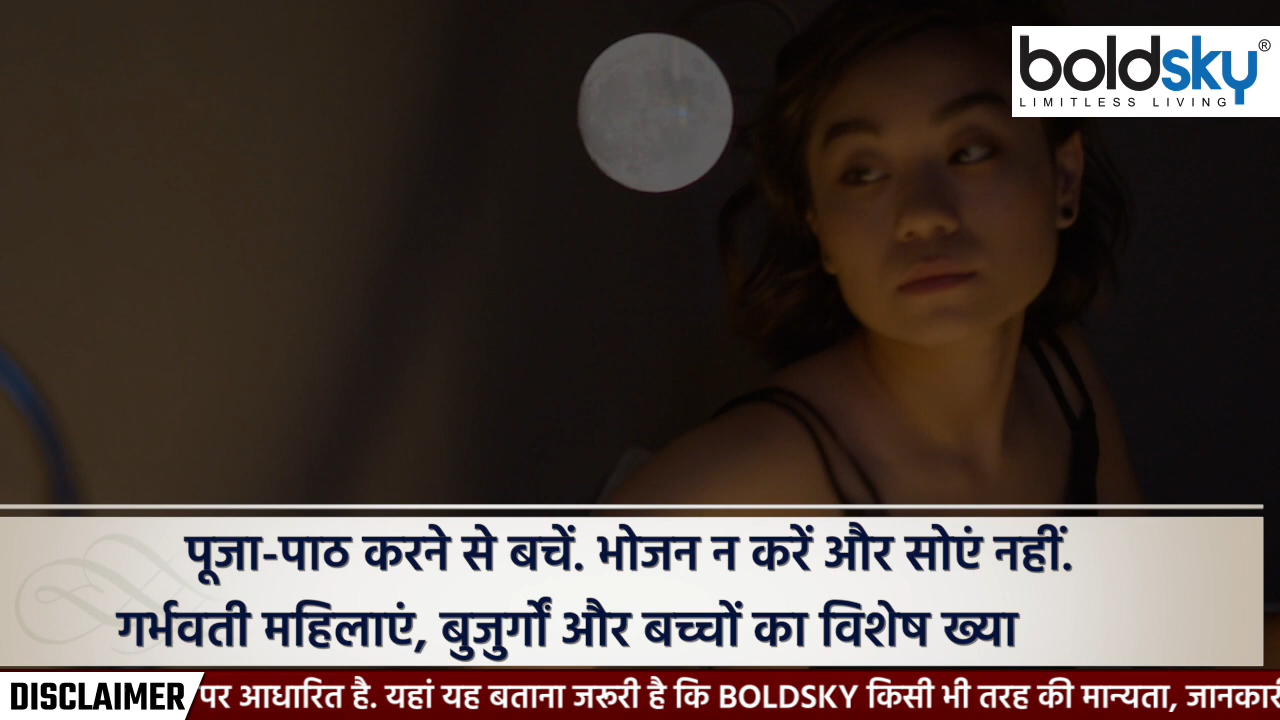 boldsky®
LIMITLESS LIVING
पूजा-पाठ करने से बचें. भोजन न करें और सोएं नहीं.
गर्भवती महिलाएं, बुजुर्गों और बच्चों का विशेष ख्या
DISCLAIMER पर आधारित है. यहां यह बताना जरूरी है कि BOLDSKY किसी भी तरह की मान्यता, जानकारी